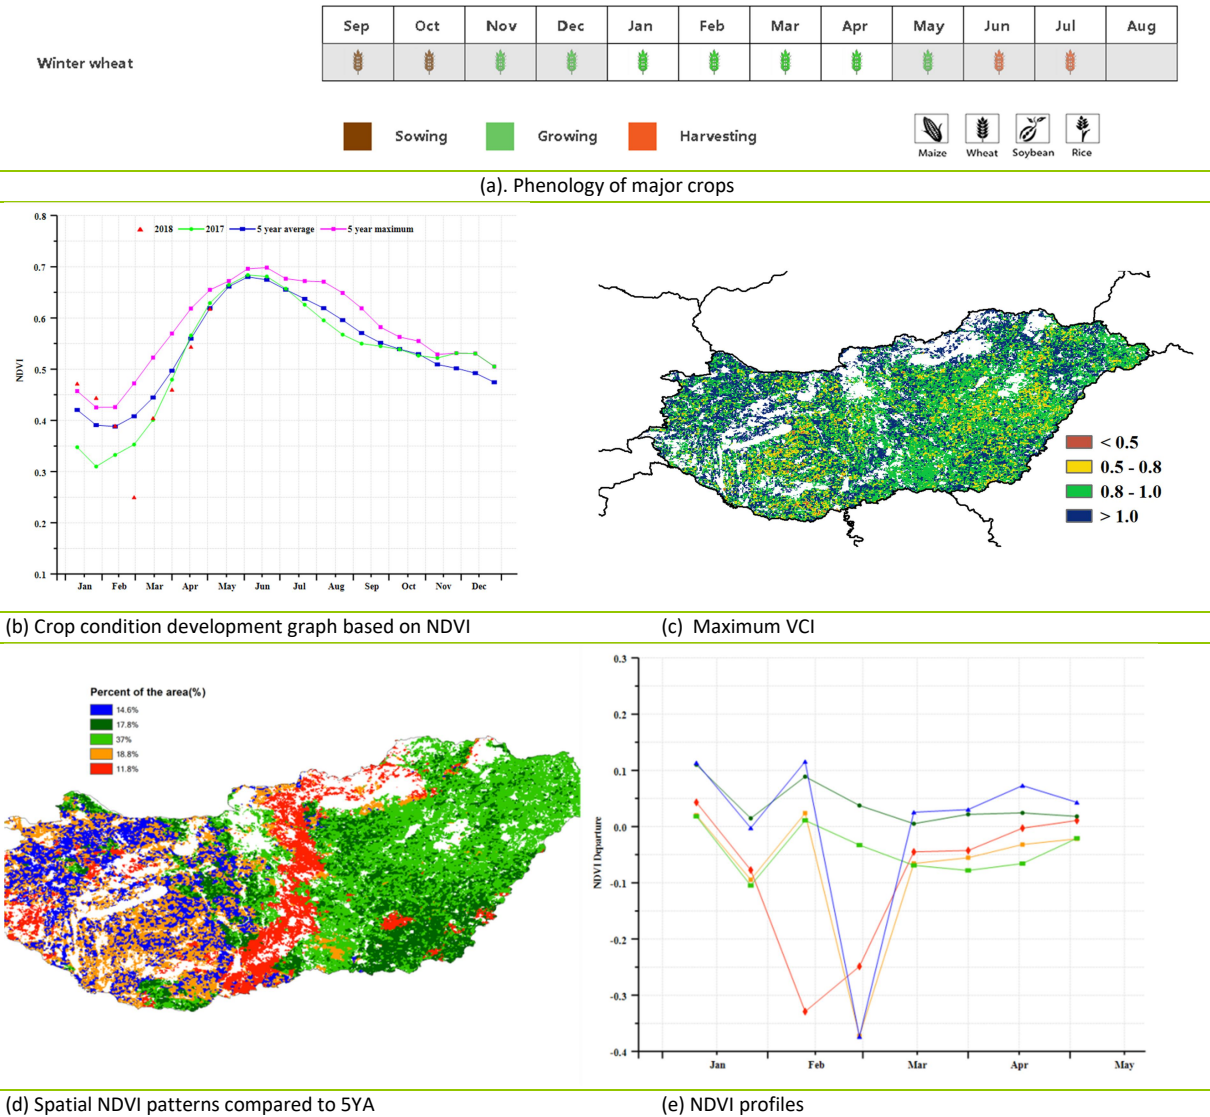 Sep Oct Nov Dec Jan Feb Mar Apr May Jun Jul Aug
Winter wheat
Sowing Growing Harvesting
Maize Wheat Soybean Rice
(a). Phenology of major crops
2018 2017 5 year average 5 year maximum
NDVI
0.8
0.7
0.6
0.5
0.4
0.3
0.2
0.1
Jan Feb Mar Apr May Jun Jul Aug Sep Oct Nov Dec
< 0.5
0.5 - 0.8
0.8 - 1.0
> 1.0
(b) Crop condition development graph based on NDVI
(c) Maximum VCI
Percent of the area(%)
14.6%
17.8%
37%
18.8%
11.8%
NDVI Departure
0.3
0.2
0.1
0.0
-0.1
-0.2
-0.3
-0.4
Jan Feb Mar Apr May
(d) Spatial NDVI patterns compared to 5YA
(e) NDVI profiles